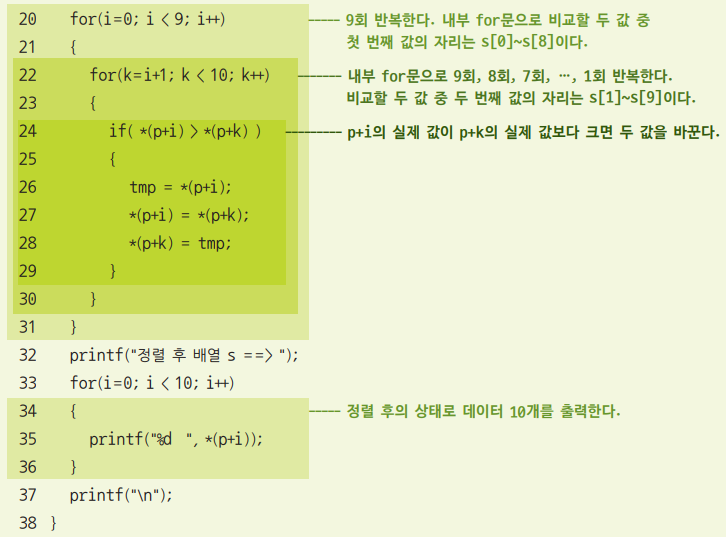 20 for(i=0; i < 9; i++) ----- 9회 반복한다. 내부 for문으로 비교할 두 값 중
21 { 첫 번째 값의 자리는 s[0]~s[8]이다.
22 for(k=i+1; k < 10; k++) ------- 내부 for문으로 9회, 8회, 7회, …, 1회 반복한다.
23 { 비교할 두 값 중 두 번째 값의 자리는 s[1]~s[9]이다.
24 if( *(p+i) > *(p+k) ) --------- p+i의 실제 값이 p+k의 실제 값보다 크면 두 값을 바꾼다.
25 {
26 tmp = *(p+i);
27 *(p+i) = *(p+k);
28 *(p+k) = tmp;
29 }
30 }
31 }
32 printf("정렬 후 배열 s ==> ");
33 for(i=0; i < 10; i++)
34 { ----- 정렬 후의 상태로 데이터 10개를 출력한다.
35 printf("%d ", *(p+i));
36 }
37 printf("\n");
38 }